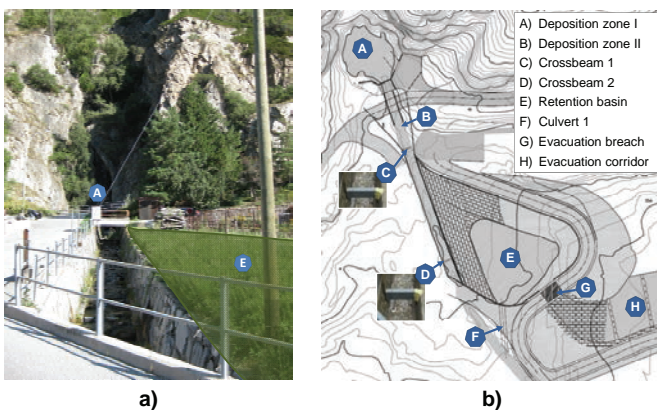 A
E
a)
A) Deposition zone I
B) Deposition zone II
C) Crossbeam 1
D) Crossbeam 2
E) Retention basin
F) Culvert 1
G) Evacuation breach
H) Evacuation corridor
A
B
C
D
E
G
H
F
b)